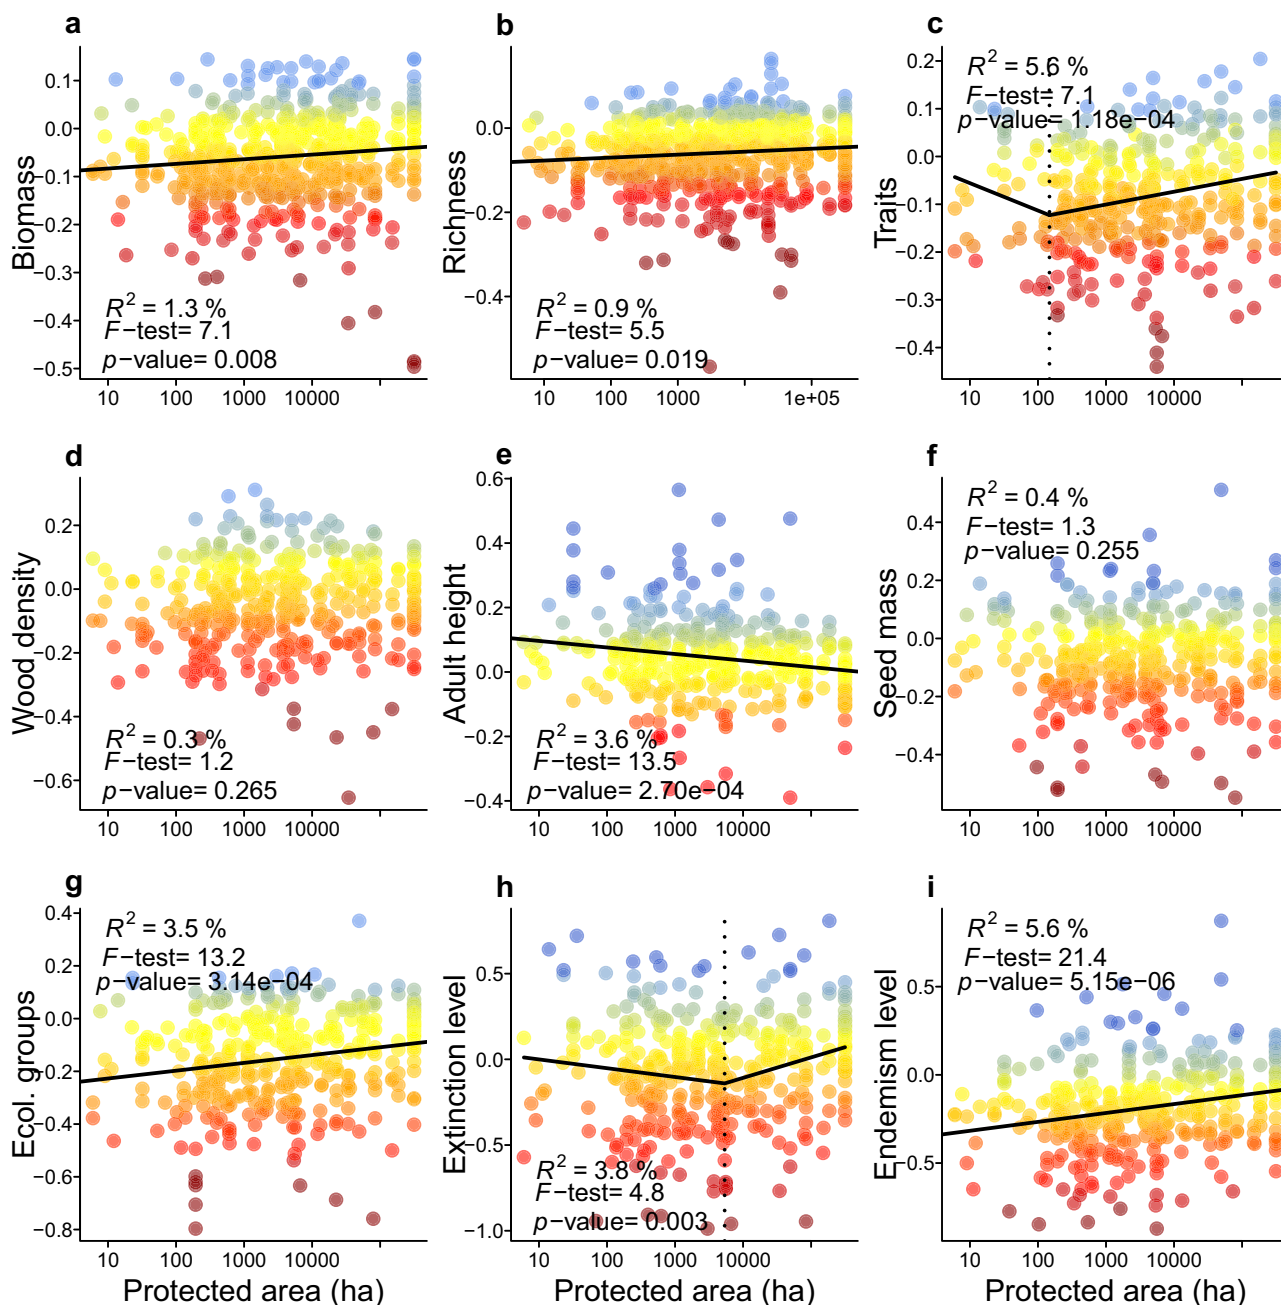 a
0.1
0.0
−0.1
−0.2
−0.3
−0.4
−0.5
Biomass
R² = 1.3 %
F−test= 7.1
p−value= 0.008
10 100 1000 10000
b
0.0
−0.2
−0.4
Richness
R² = 0.9 %
F−test= 5.5
p−value= 0.019
10 100 1000 1e+05
c
0.2
0.1
0.0
−0.1
−0.2
−0.3
−0.4
Traits
R² = 5.6 %
F−test= 7.1
p−value= 1.18e−04
10 100 1000 10000
d
0.2
0.0
−0.2
−0.4
−0.6
Wood density
R² = 0.3 %
F−test= 1.2
p−value= 0.265
10 100 1000 10000
e
0.6
0.4
0.2
0.0
−0.2
−0.4
Adult height
R² = 3.6 %
F−test= 13.5
p−value= 2.70e−04
10 100 1000 10000
f
0.4
0.2
0.0
−0.2
−0.4
Seed mass
R² = 0.4 %
F−test= 1.3
p−value= 0.255
10 100 1000 10000
g
0.4
0.2
0.0
−0.2
−0.4
−0.6
−0.8
Ecol. groups
R² = 3.5 %
F−test= 13.2
p−value= 3.14e−04
10 100 1000 10000
Protected area (ha)
h
0.5
0.0
−0.5
−1.0
Extinction level
R² = 3.8 %
F−test= 4.8
p−value= 0.003
10 100 1000 10000
Protected area (ha)
i
0.5
0.0
−0.5
Endemism level
R² = 5.6 %
F−test= 21.4
p−value= 5.15e−06
10 100 1000 10000
Protected area (ha)